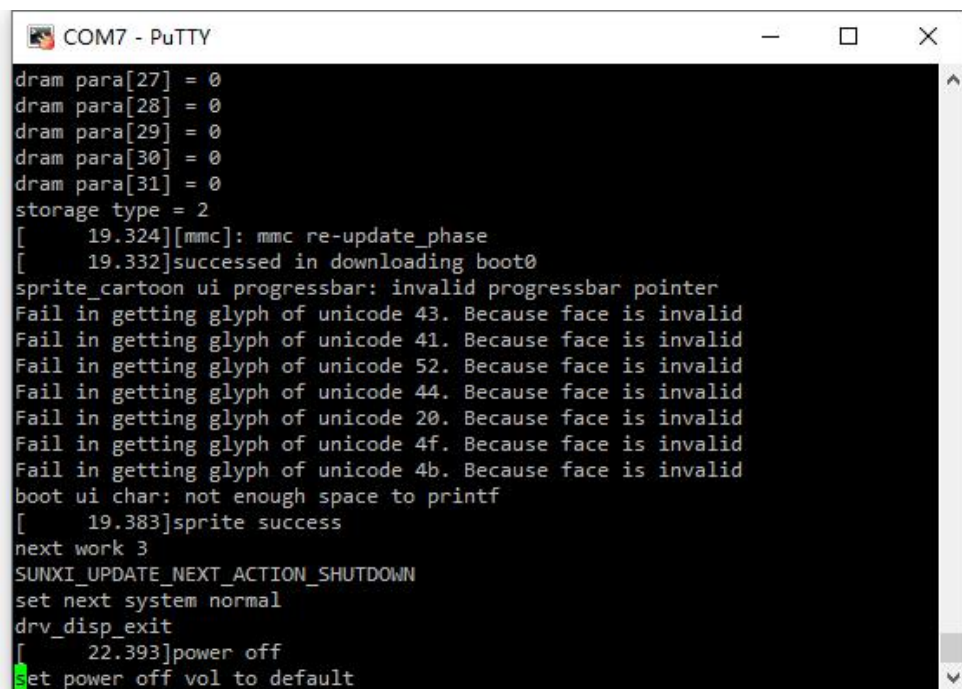 COM7 - PuTTY
dram para[27] = 0
dram para[28] = 0
dram para[29] = 0
dram para[30] = 0
dram para[31] = 0
storage type = 2
[      19.324][mmc]: mmc re-update_phase
[      19.332]successed in downloading boot0
sprite_cartoon ui progressbar: invalid progressbar pointer
Fail in getting glyph of unicode 43. Because face is invalid
Fail in getting glyph of unicode 41. Because face is invalid
Fail in getting glyph of unicode 52. Because face is invalid
Fail in getting glyph of unicode 44. Because face is invalid
Fail in getting glyph of unicode 20. Because face is invalid
Fail in getting glyph of unicode 4f. Because face is invalid
Fail in getting glyph of unicode 4b. Because face is invalid
boot ui char: not enough space to printf
[      19.383]sprite success
next work 3
SUNXI_UPDATE_NEXT_ACTION_SHUTDOWN
set next system normal
drv_disp_exit
[      22.393]power off
set power off vol to default